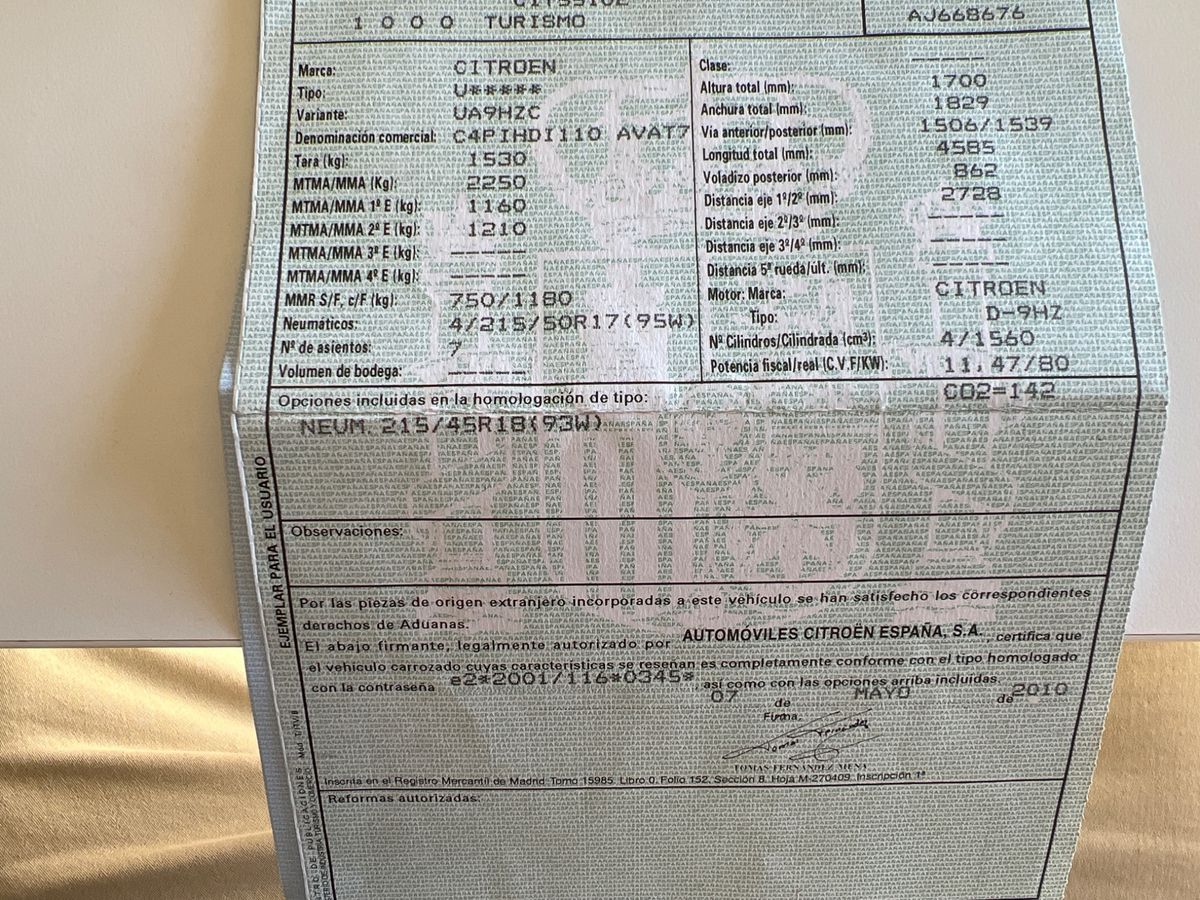 1 0 0 0 TURISMO
AJ668676
Marca: CITROEN
Tipo: U*****
Variante: UA9HZC
Denominación comercial: C4PIHDI110 AVAT7
Tara (kg): 1530
MTMA/MMA (Kg): 2250
MTMA/MMA 1º E (kg): 1160
MTMA/MMA 2º E (kg): 1210
MTMA/MMA 3º E (kg): -----
MTMA/MMA 4º E (kg): -----
MMR S/F, c/F (kg): 750/1180
Neumáticos: 4/215/50R17(95W)
Nº de asientos: 7
Volumen de bodega: -----
Clase: -----
Altura total (mm): 1700
Anchura total (mm): 1829
Via anterior/posterior (mm): 1506/1539
Longitud total (mm): 4585
Voladizo posterior (mm): 862
Distancia eje 1º/2º (mm): 2728
Distancia eje 2º/3º (mm): -----
Distancia eje 3º/4º (mm): -----
Distancia 5ª rueda/últ. (mm): -----
Motor: Marca: CITROEN
Tipo: D-9HZ
Nº Cilindros/Cilindrada (cm³): 4/1560
Potencia fiscal/real (C.V.F/KW): 11,47/80
CO2=142
Opciones incluidas en la homologación de tipo:
NEUM. 215/45R18(93W)
Observaciones:
Por las piezas de origen extranjero incorporadas a este vehículo se han satisfecho los correspondientes
derechos de Aduanas.
El abajo firmante, legalmente autorizado por AUTOMÓVILES CITROËN ESPAÑA, S.A., certifica que
el vehículo carrozado cuyas características se reseñan es completamente conforme con el tipo homologado
con la contraseña e2*2001/116*0345*, así como con las opciones arriba incluidas.
07 de MAYO de 2010
Firma:
TOMAS FERNANDEZ MENA
Inscrita en el Registro Mercantil de Madrid Tomo 15985, Libro 0, Folio 152, Sección 8, Hoja M-270409, Inscripción 1ª
Reformas autorizadas:
EJEMPLAR PARA EL USUARIO